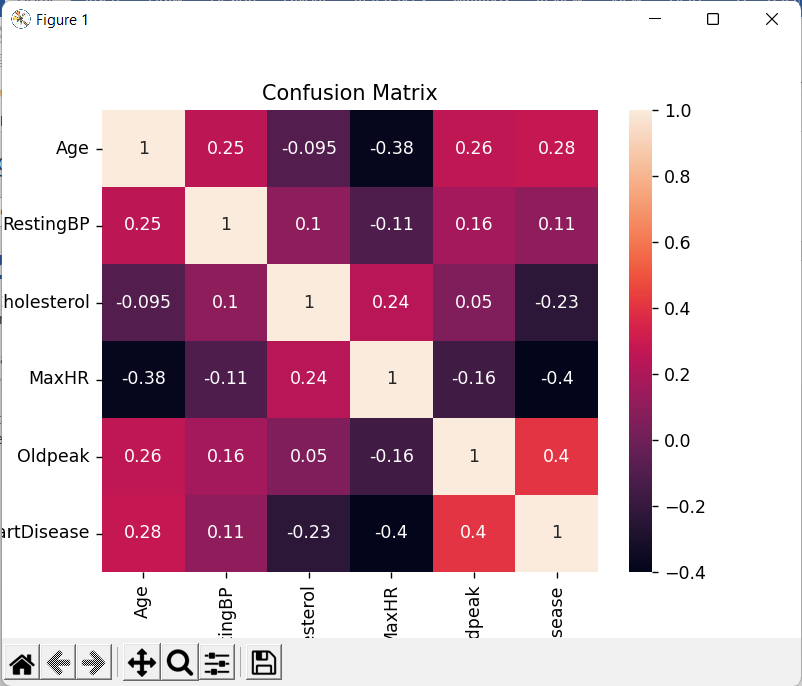 Figure 1
Confusion Matrix
Age 1 0.25 -0.095 -0.38 0.26 0.28
RestingBP 0.25 1 0.1 -0.11 0.16 0.11
holesterol -0.095 0.1 1 0.24 0.05 -0.23
MaxHR -0.38 -0.11 0.24 1 -0.16 -0.4
Oldpeak 0.26 0.16 0.05 -0.16 1 0.4
artDisease 0.28 0.11 -0.23 -0.4 0.4 1
Age
tingBP
sterol
MaxHR
dpeak
sease
1.0
0.8
0.6
0.4
0.2
0.0
−0.2
−0.4